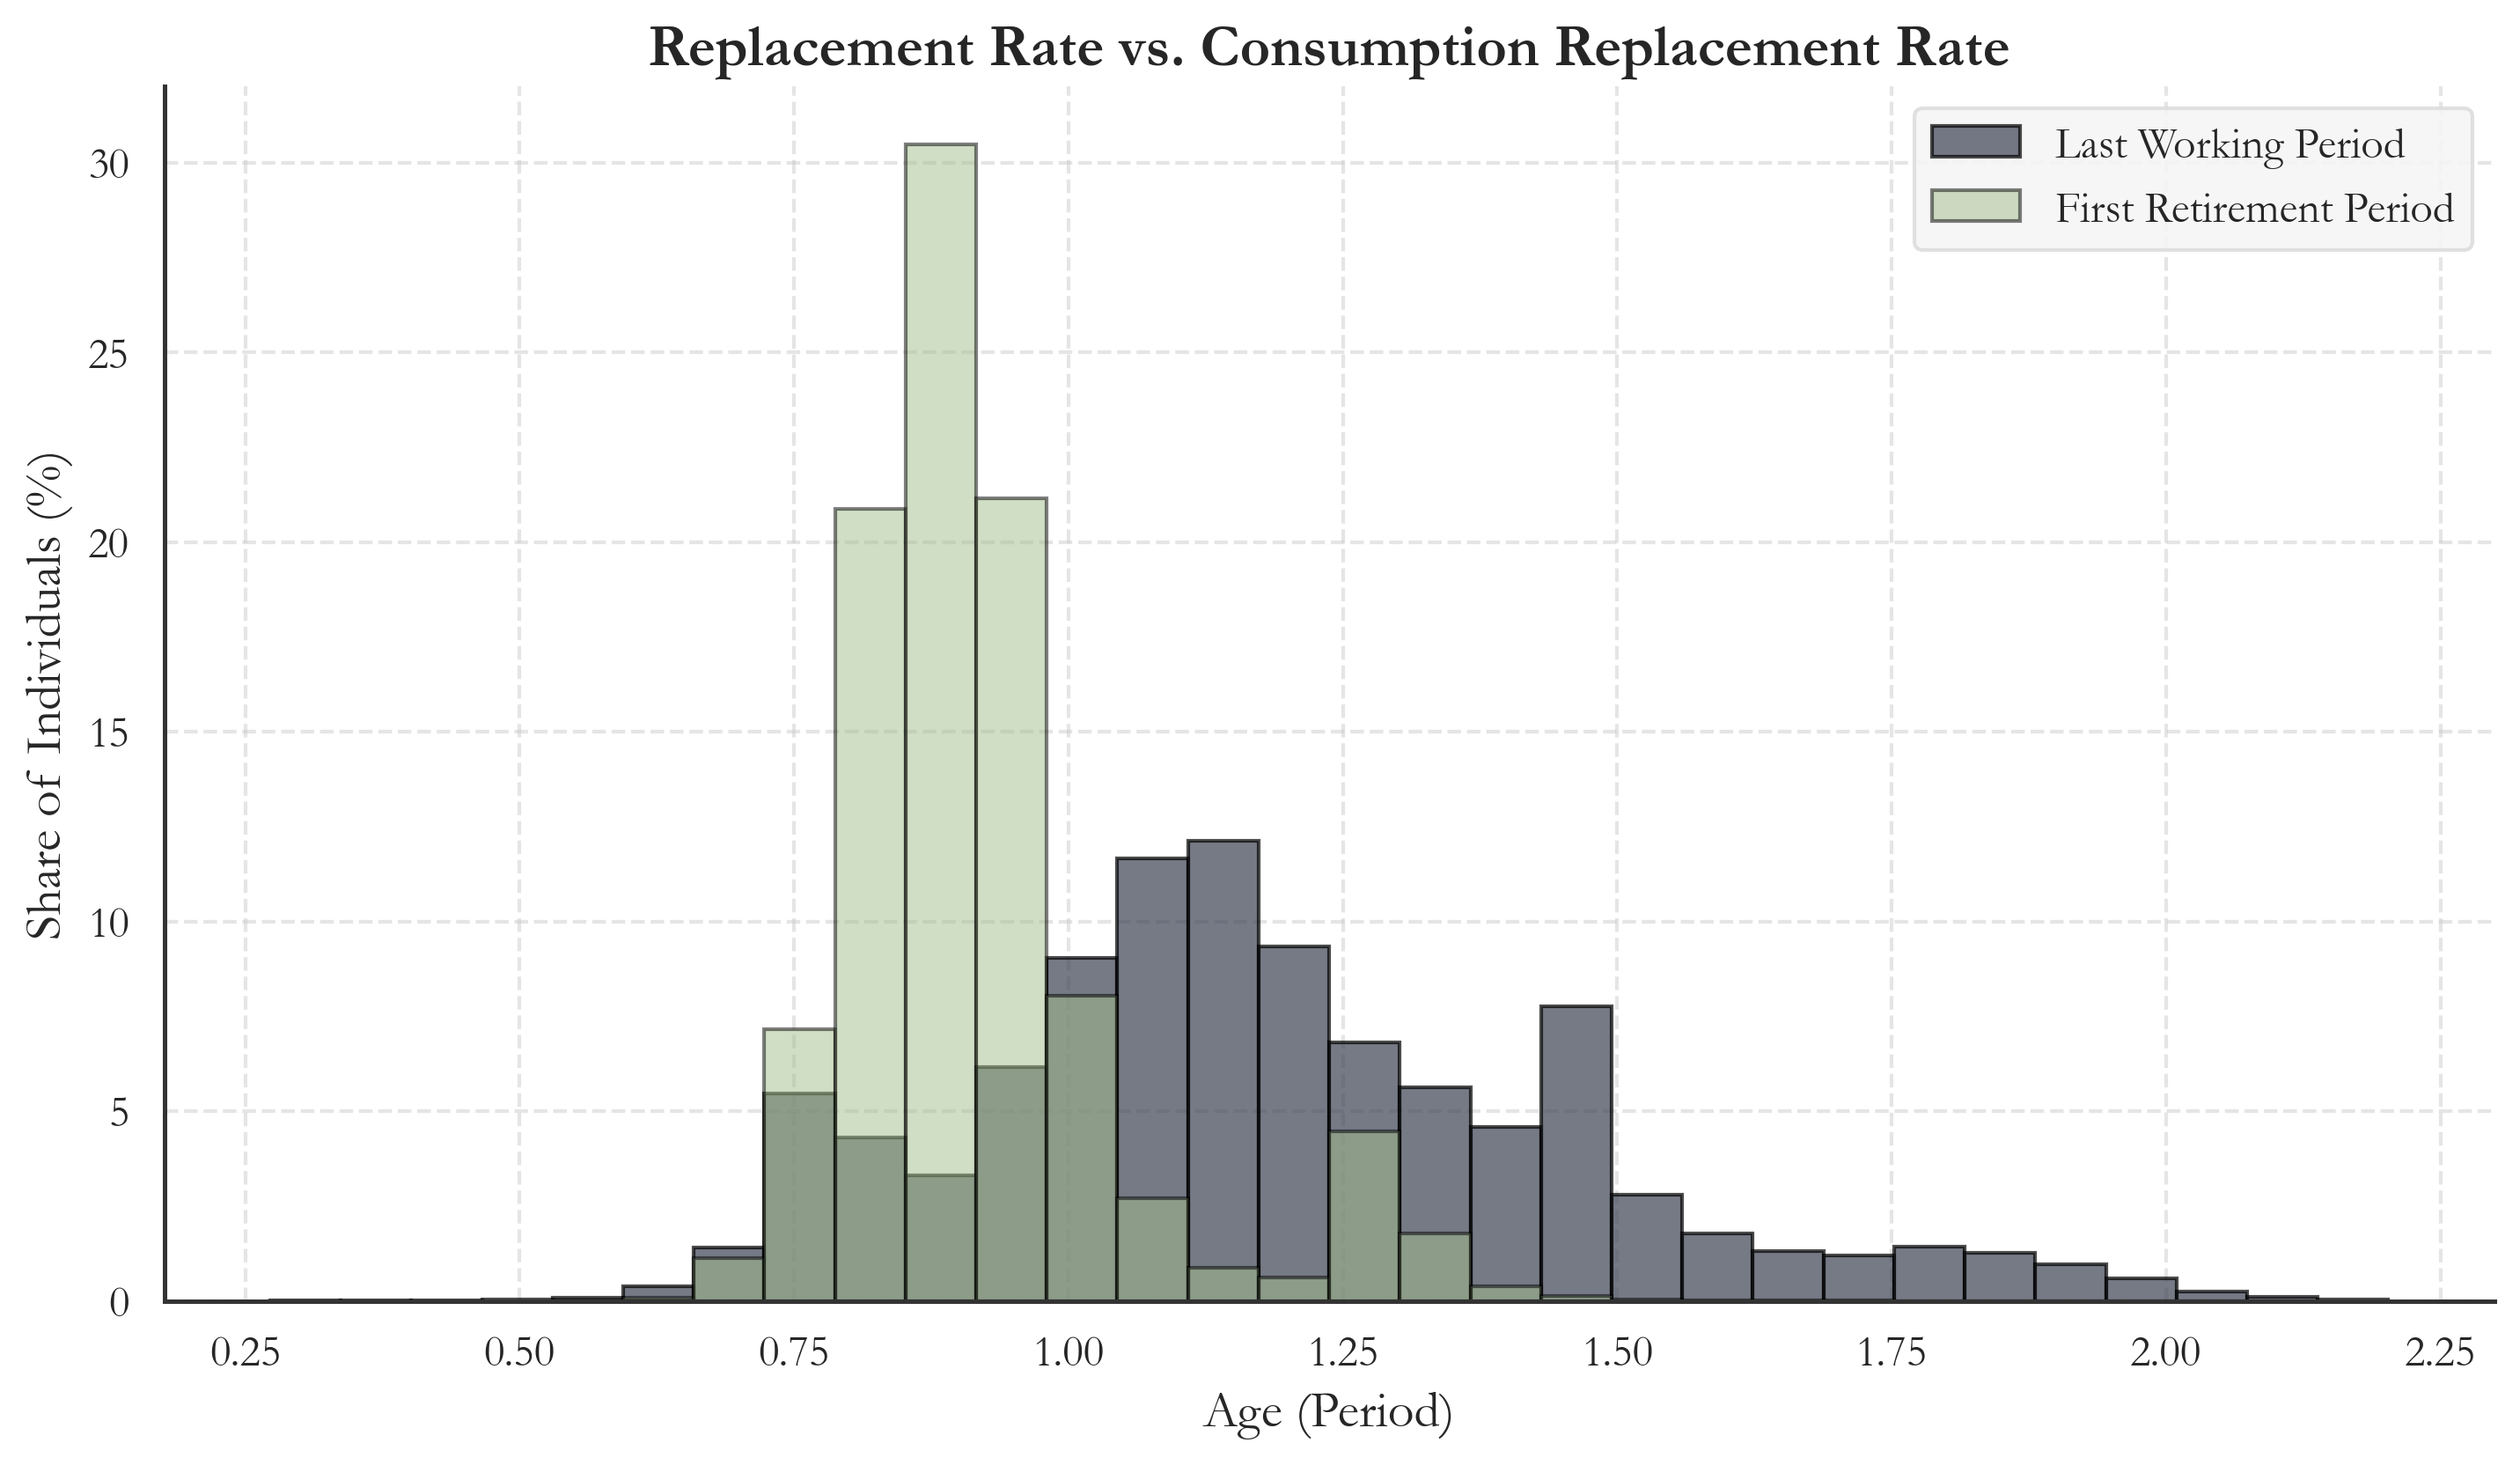 Replacement Rate vs. Consumption Replacement Rate
Last Working Period
First Retirement Period
Share of Individuals (%)
30
25
20
15
10
5
0
0.25 0.50 0.75 1.00 1.25 1.50 1.75 2.00 2.25
Age (Period)